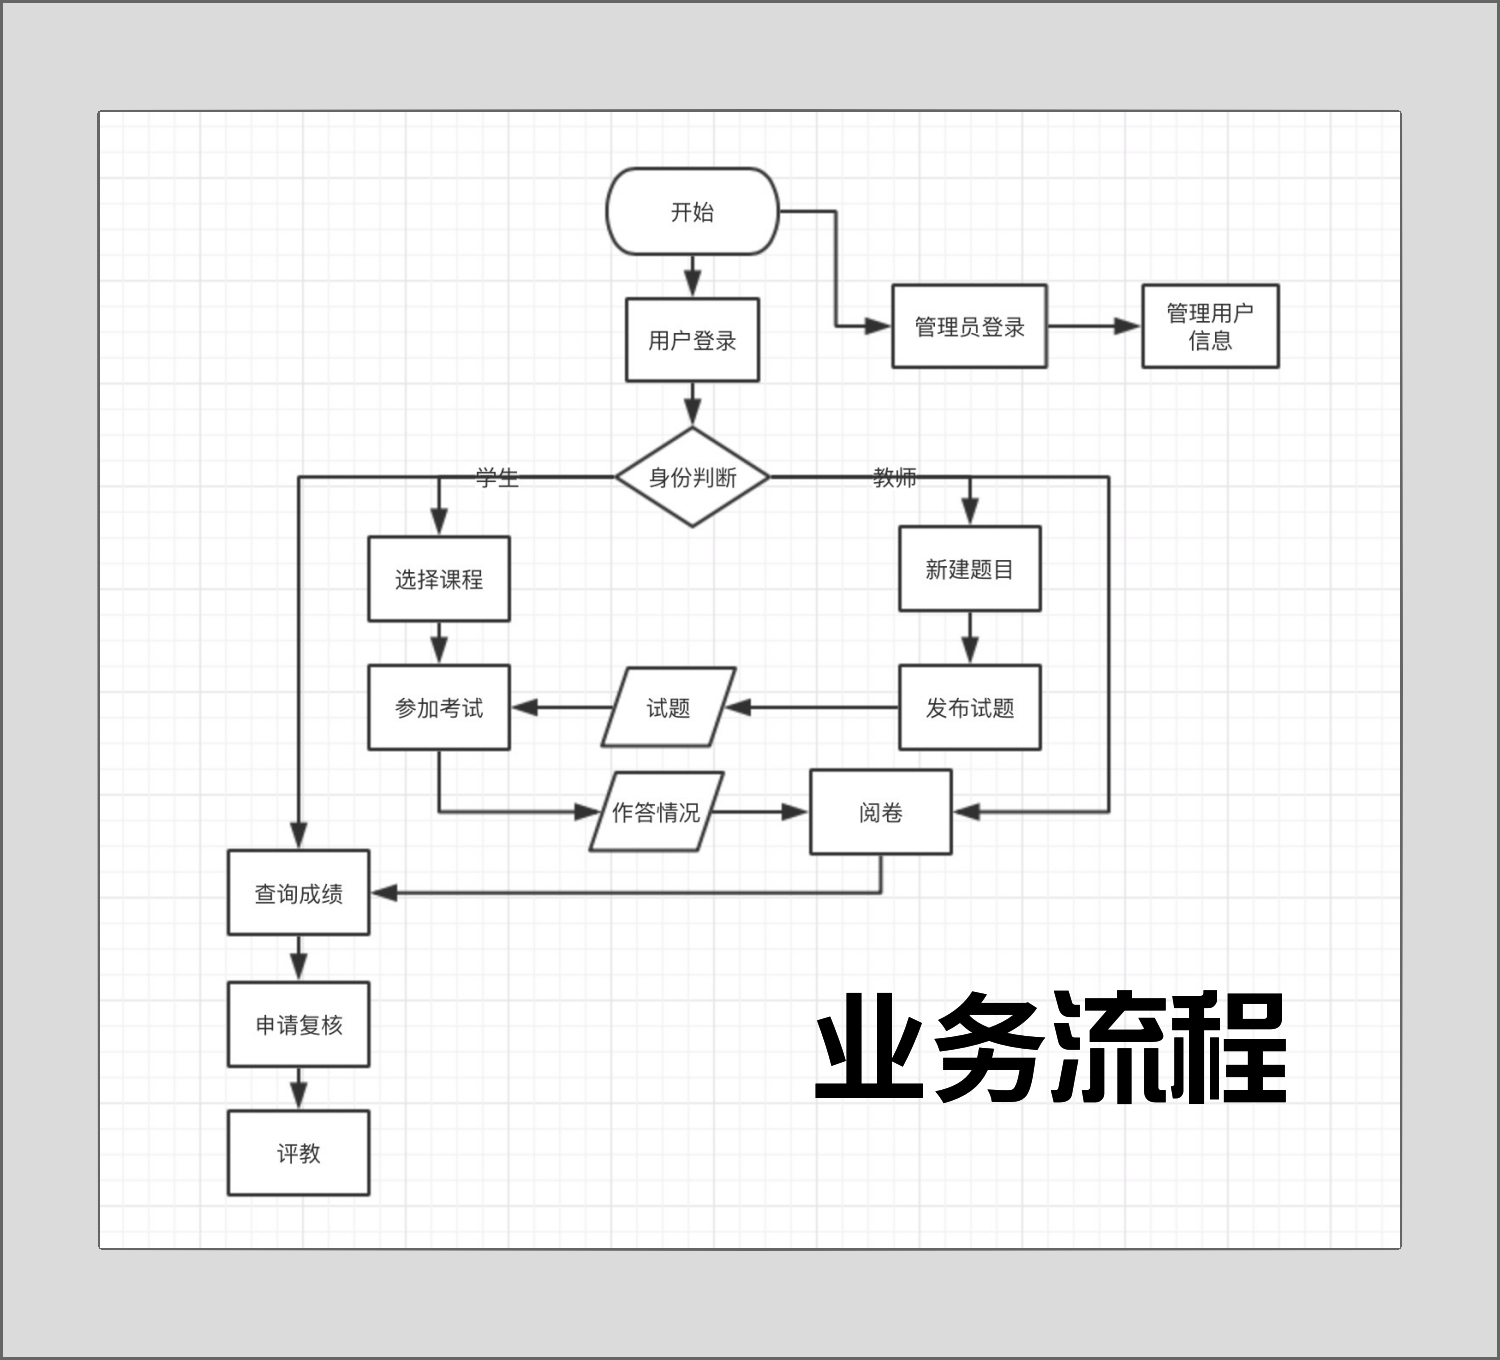 开始
用户登录
管理员登录
管理用户
信息
学生
身份判断
教师
选择课程
新建题目
参加考试
试题
发布试题
作答情况
阅卷
查询成绩
申请复核
评教
业务流程